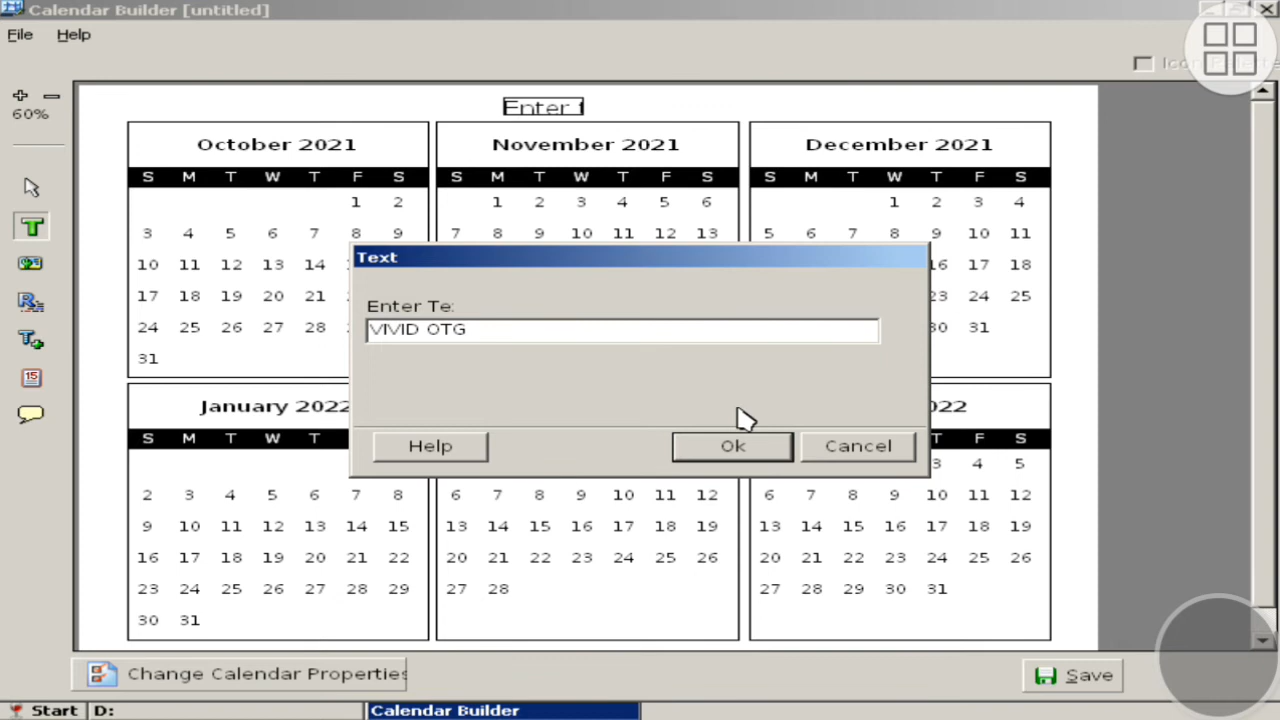 Calendar Builder [untitled]
File Help
60%
Enter
October 2021 November 2021 December 2021
S M T W T F S S M T W T F S S M T W T F S
1 2 1 2 3 4 5 6 1 2 3 4
3 4 5 6 7 8 9 7 8 9 10 11 12 13 5 6 7 8 9 10 11
10 11 12 13 14 16 17 18
17 18 19 20 21 23 24 25
24 25 26 27 28 30 31
31
Text
Enter Te:
VIVID OTG
Help Ok Cancel
January 2022 022
S M T W T T F S
3 4 5
2 3 4 5 6 7 8 6 7 8 9 10 11 12 6 7 8 9 10 11 12
9 10 11 12 13 14 15 13 14 15 16 17 18 19 13 14 15 16 17 18 19
16 17 18 19 20 21 22 20 21 22 23 24 25 26 20 21 22 23 24 25 26
23 24 25 26 27 28 29 27 28 27 28 29 30 31
30 31
15
Change Calendar Properties
Save
Start D: Calendar Builder